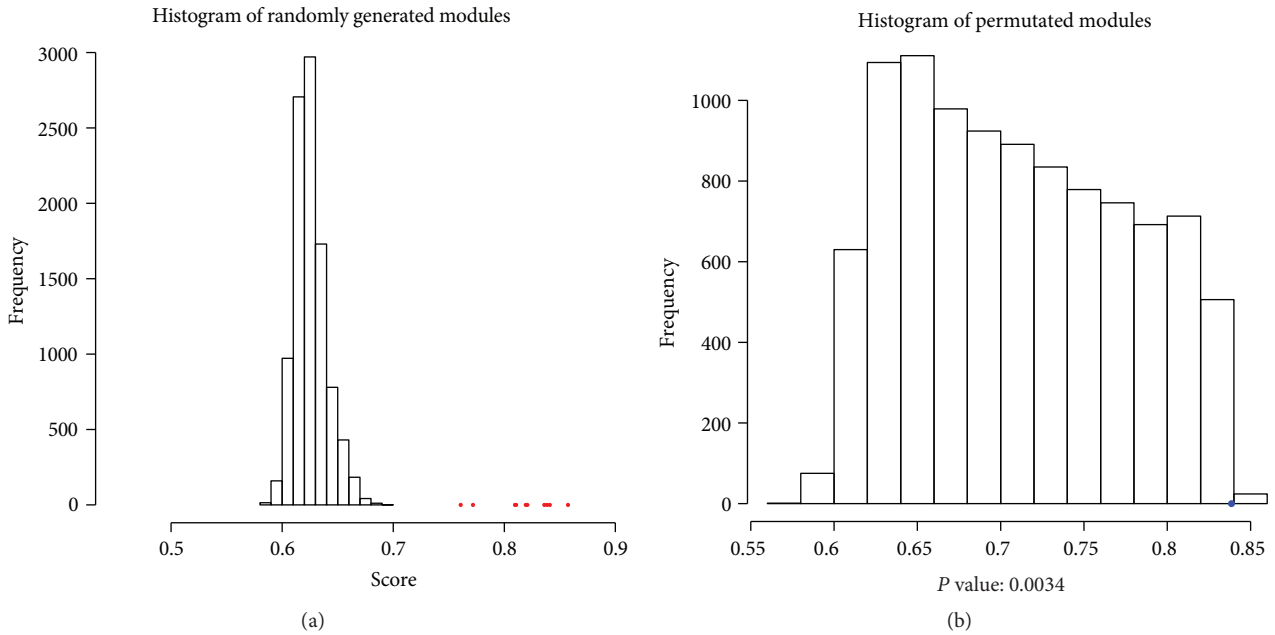 Histogram of randomly generated modules
3000
2500
2000
1500
1000
500
0
Frequency
0.5 0.6 0.7 0.8 0.9
Score
(a)
Histogram of permutated modules
1000
800
600
400
200
0
Frequency
0.55 0.6 0.65 0.7 0.75 0.8 0.85
P value: 0.0034
(b)